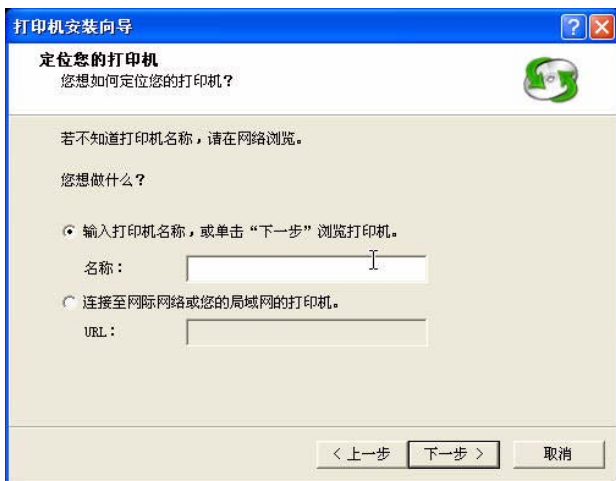 打印机安装向导
定位您的打印机
您想如何定位您的打印机?
若不知道打印机名称，请在网络浏览。
您想做什么?
输入打印机名称，或单击“下一步”浏览打印机。
名称：
连接至网际网络或您的局域网的打印机。
URL：
< 上一步 下一步 > 取消